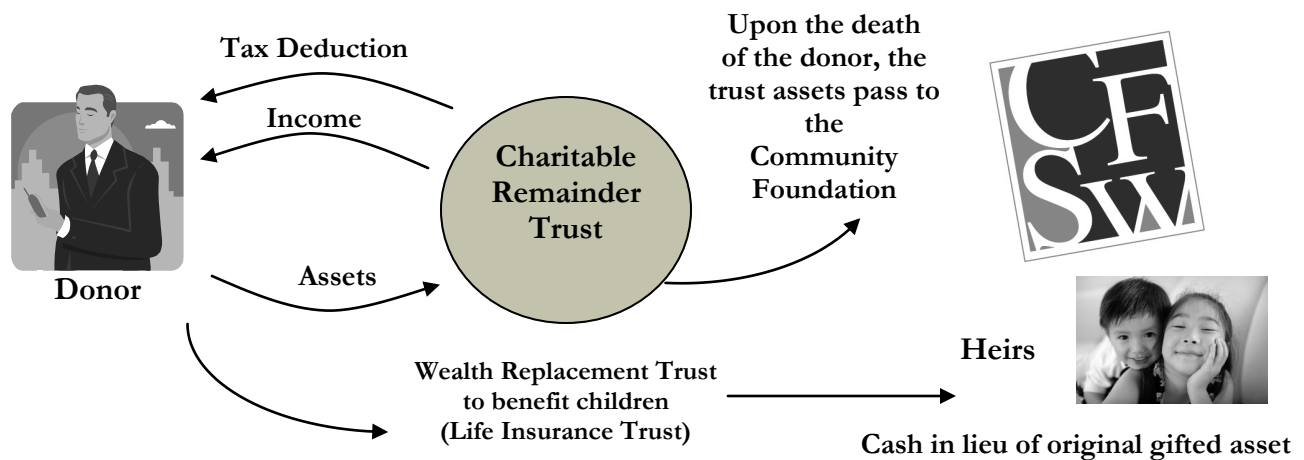 Tax Deduction
Income
Assets
Donor
Charitable
Remainder
Trust
Upon the death
of the donor, the
trust assets pass to
the
Community
Foundation
CF
SW
Wealth Replacement Trust
to benefit children
(Life Insurance Trust)
Heirs
Cash in lieu of original gifted asset